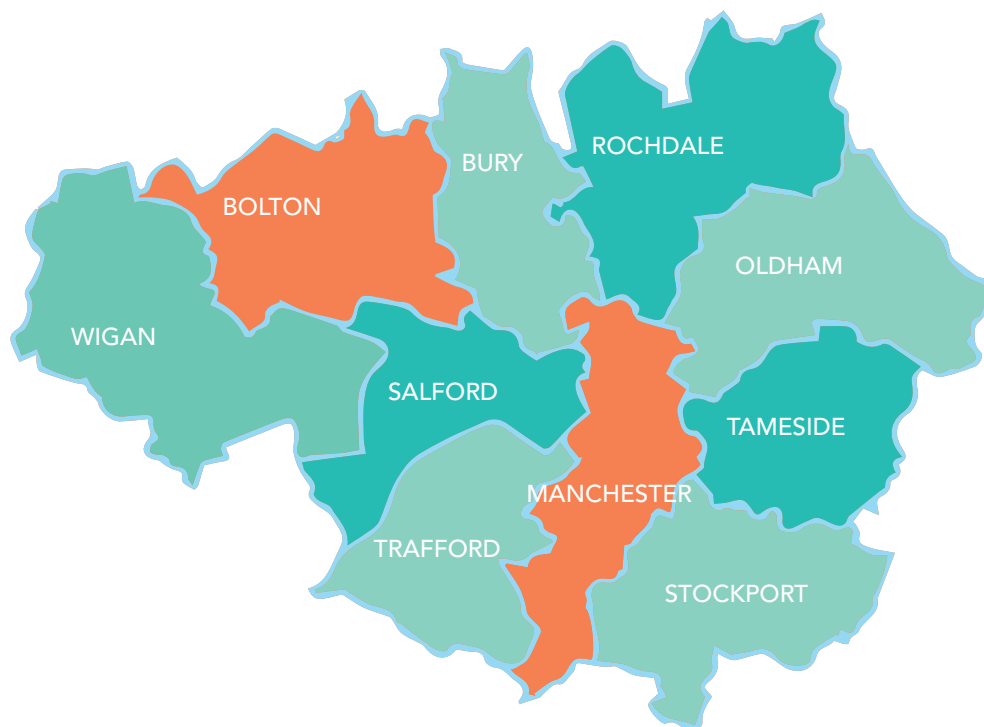 ROCHDALE
BURY
BOLTON
OLDHAM
WIGAN
SALFORD
TAMESIDE
MANCHESTER
TRAFFORD
STOCKPORT